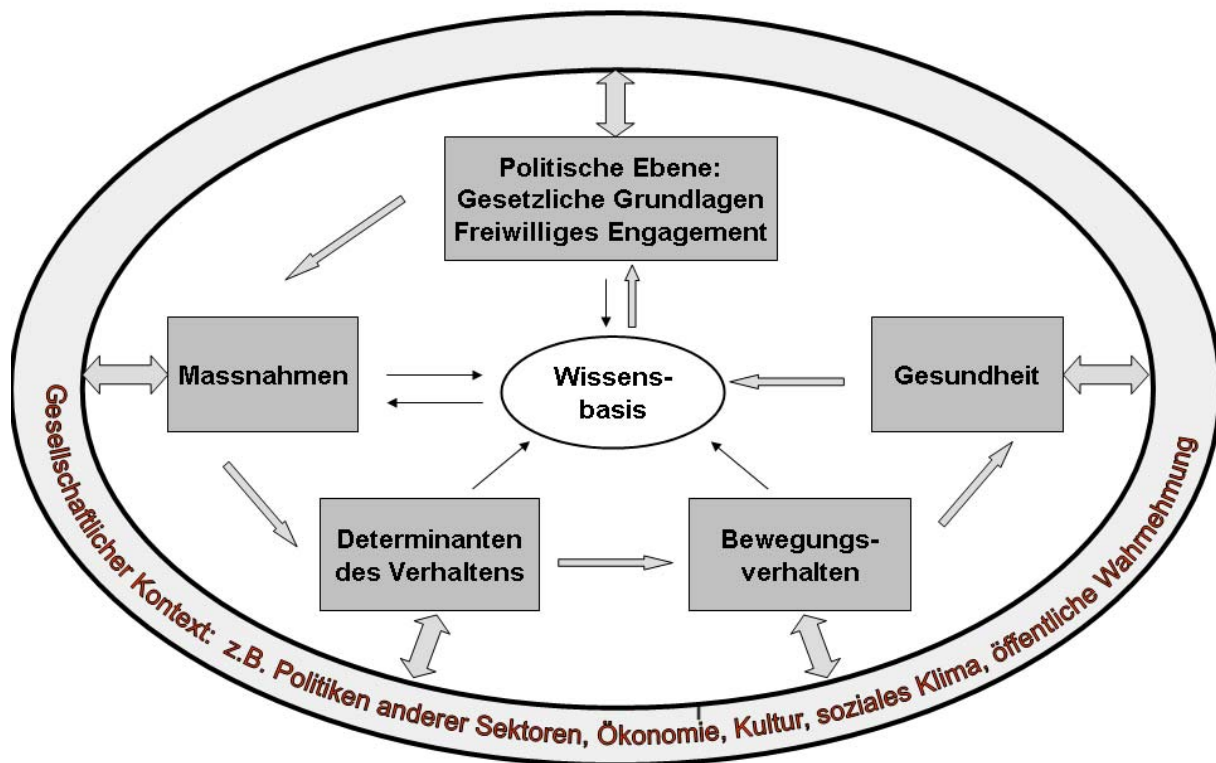 Politische Ebene:
Gesetzliche Grundlagen
Freiwilliges Engagement
Massnahmen
Wissens-
basis
Gesundheit
Determinanten
des Verhaltens
Bewegungs-
verhalten
Gesellschaftlicher Kontext: z.B. Politiken anderer Sektoren, Ökonomie, Kultur, soziales Klima, öffentliche Wahrnehmung